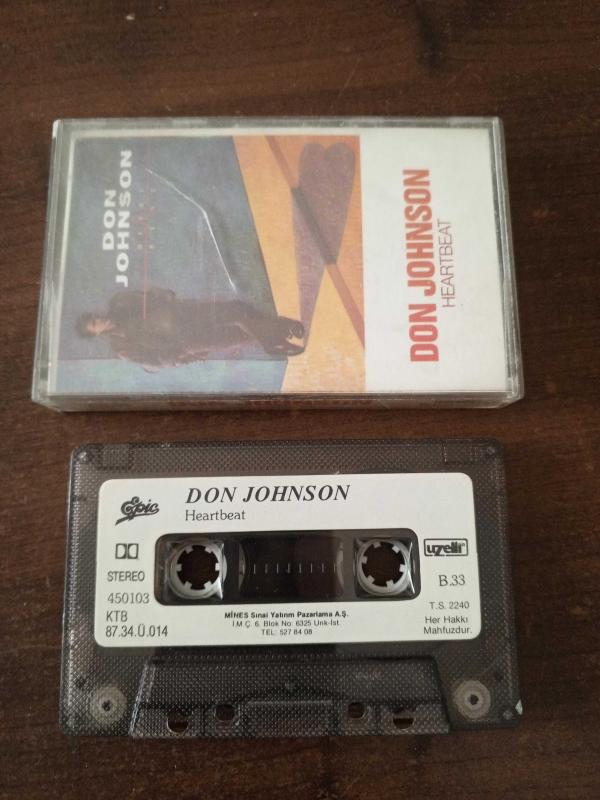 DON
JOHNSON
DON JOHNSON
HEARTBEAT
Epic
DON JOHNSON
Heartbeat
STEREO
450103
KTB
87.34.Ü.014
MİNES Sınai Yatırım Pazarlama A.Ş.
İ.M.Ç. 6. Blok No: 6325 Unk-İst.
TEL: 527 84 08
uzelli
B.33
T.S. 2240
Her Hakkı
Mahfuzdur.